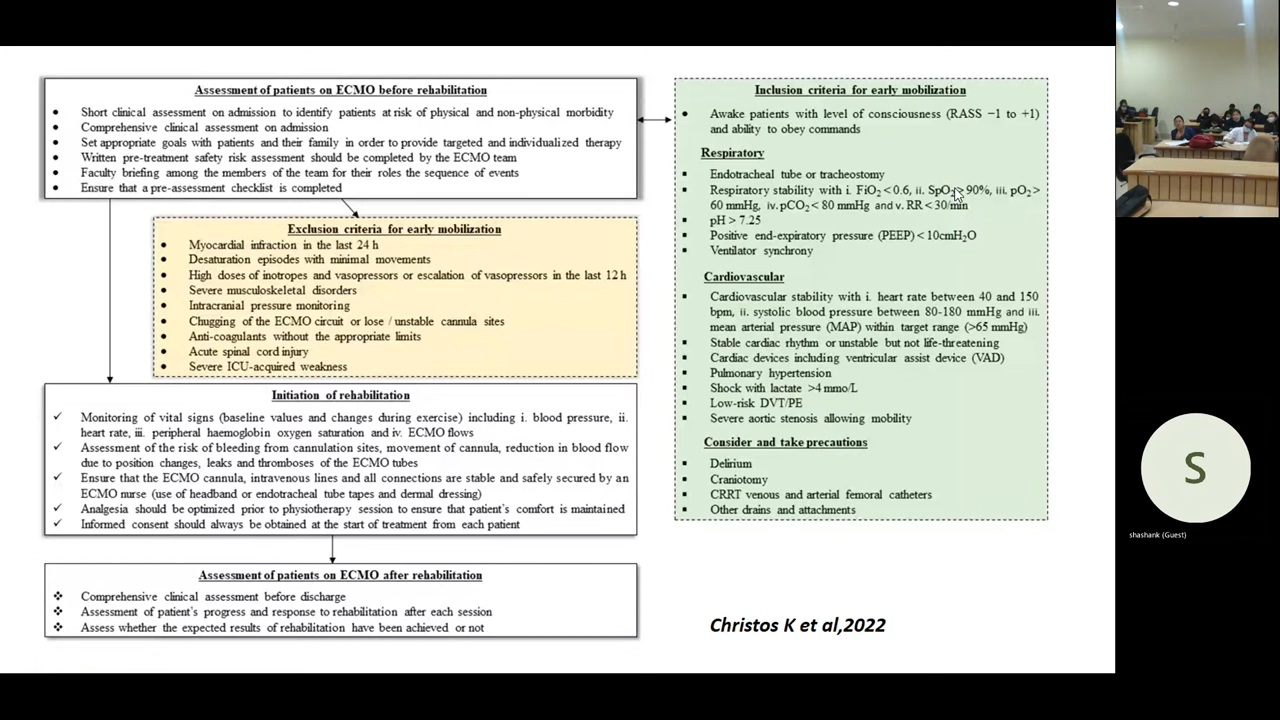 Assessment of patients on ECMO before rehabilitation
• Short clinical assessment on admission to identify patients at risk of physical and non-physical morbidity
• Comprehensive clinical assessment on admission
• Set appropriate goals with patients and their family in order to provide targeted and individualized therapy
• Written pre-treatment safety risk assessment should be completed by the ECMO team
• Faculty briefing among the members of the team for their roles the sequence of events
• Ensure that a pre-assessment checklist is completed
Exclusion criteria for early mobilization
• Myocardial infraction in the last 24 h
• Desaturation episodes with minimal movements
• High doses of inotropes and vasopressors or escalation of vasopressors in the last 12 h
• Severe musculoskeletal disorders
• Intracranial pressure monitoring
• Chugging of the ECMO circuit or lose / unstable cannula sites
• Anti-coagulants without the appropriate limits
• Acute spinal cord injury
• Severe ICU-acquired weakness
Initiation of rehabilitation
✓ Monitoring of vital signs (baseline values and changes during exercise) including i. blood pressure, ii.
heart rate, iii. peripheral haemoglobin oxygen saturation and iv. ECMO flows
✓ Assessment of the risk of bleeding from cannulation sites, movement of cannula, reduction in blood flow
due to position changes, leaks and thromboses of the ECMO tubes
✓ Ensure that the ECMO cannula, intravenous lines and all connections are stable and safely secured by an
ECMO nurse (use of headband or endotracheal tube tapes and dermal dressing)
✓ Analgesia should be optimized prior to physiotherapy session to ensure that patient's comfort is maintained
✓ Informed consent should always be obtained at the start of treatment from each patient
Assessment of patients on ECMO after rehabilitation
❖ Comprehensive clinical assessment before discharge
❖ Assessment of patient's progress and response to rehabilitation after each session
❖ Assess whether the expected results of rehabilitation have been achieved or not
Inclusion criteria for early mobilization
▪ Awake patients with level of consciousness (RASS −1 to +1)
and ability to obey commands
Respiratory
▪ Endotracheal tube or tracheostomy
▪ Respiratory stability with i. FiO₂ < 0.6, ii. SpO₂ > 90%, iii. pO₂ >
60 mmHg, iv. pCO₂ < 80 mmHg and v. RR < 30/min
▪ pH > 7.25
▪ Positive end-expiratory pressure (PEEP) < 10cmH₂O
▪ Ventilator synchrony
Cardiovascular
▪ Cardiovascular stability with i. heart rate between 40 and 150
bpm, ii. systolic blood pressure between 80-180 mmHg and iii.
mean arterial pressure (MAP) within target range (>65 mmHg)
▪ Stable cardiac rhythm or unstable but not life-threatening
▪ Cardiac devices including ventricular assist device (VAD)
▪ Pulmonary hypertension
▪ Shock with lactate >4 mmo/L
▪ Low-risk DVT/PE
▪ Severe aortic stenosis allowing mobility
Consider and take precautions
▪ Delirium
▪ Craniotomy
▪ CRRT venous and arterial femoral catheters
▪ Other drains and attachments
Christos K et al,2022
S
shashank (Guest)